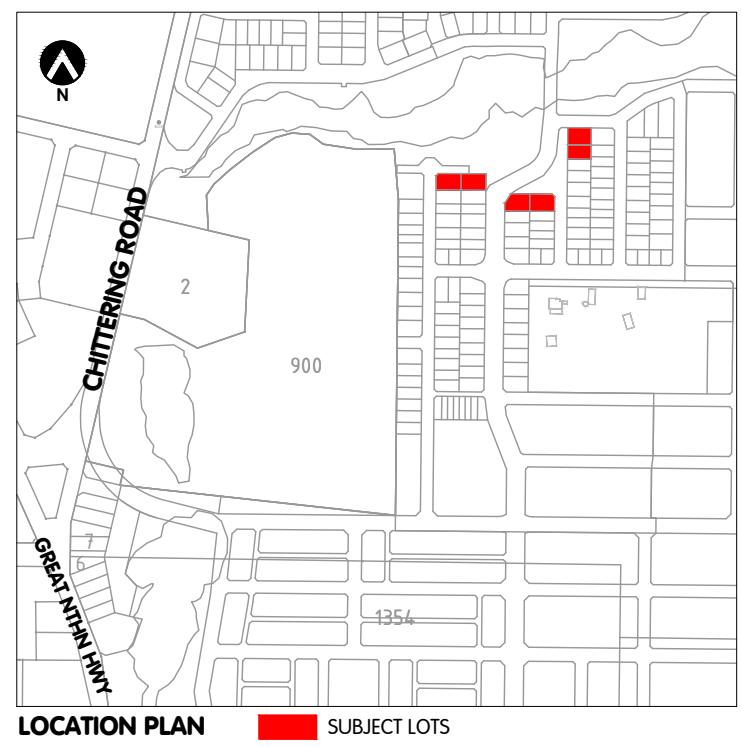 N
CHITTERING ROAD
2
900
7
6
GREAT NTHN HWY
1354
LOCATION PLAN
SUBJECT LOTS